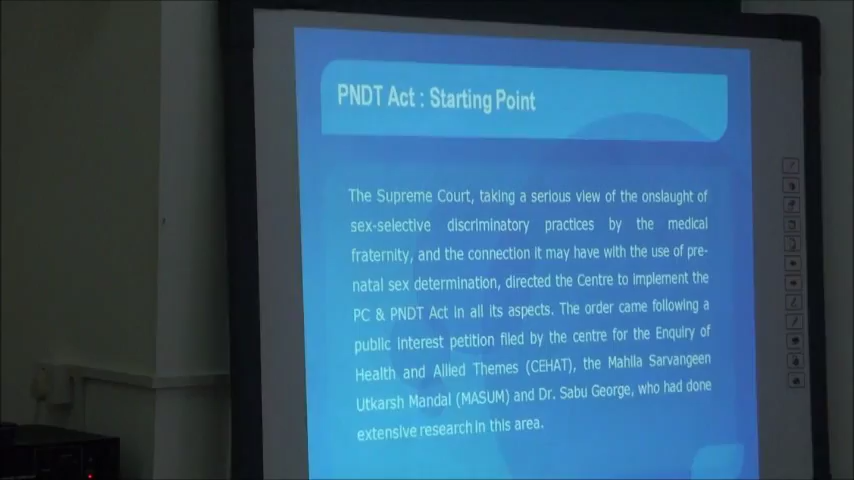 PNDT Act : Starting Point
The Supreme Court, taking a serious view of the onslaught of
sex-selective discriminatory practices by the medical
fraternity, and the connection it may have with the use of pre-
natal sex determination, directed the Centre to implement the
PC & PNDT Act in all its aspects. The order came following a
public interest petition filed by the centre for the Enquiry of
Health and Allied Themes (CEHAT), the Mahila Sarvangeen
Utkarsh Mandal (MASUM) and Dr. Sabu George, who had done
extensive research in this area.